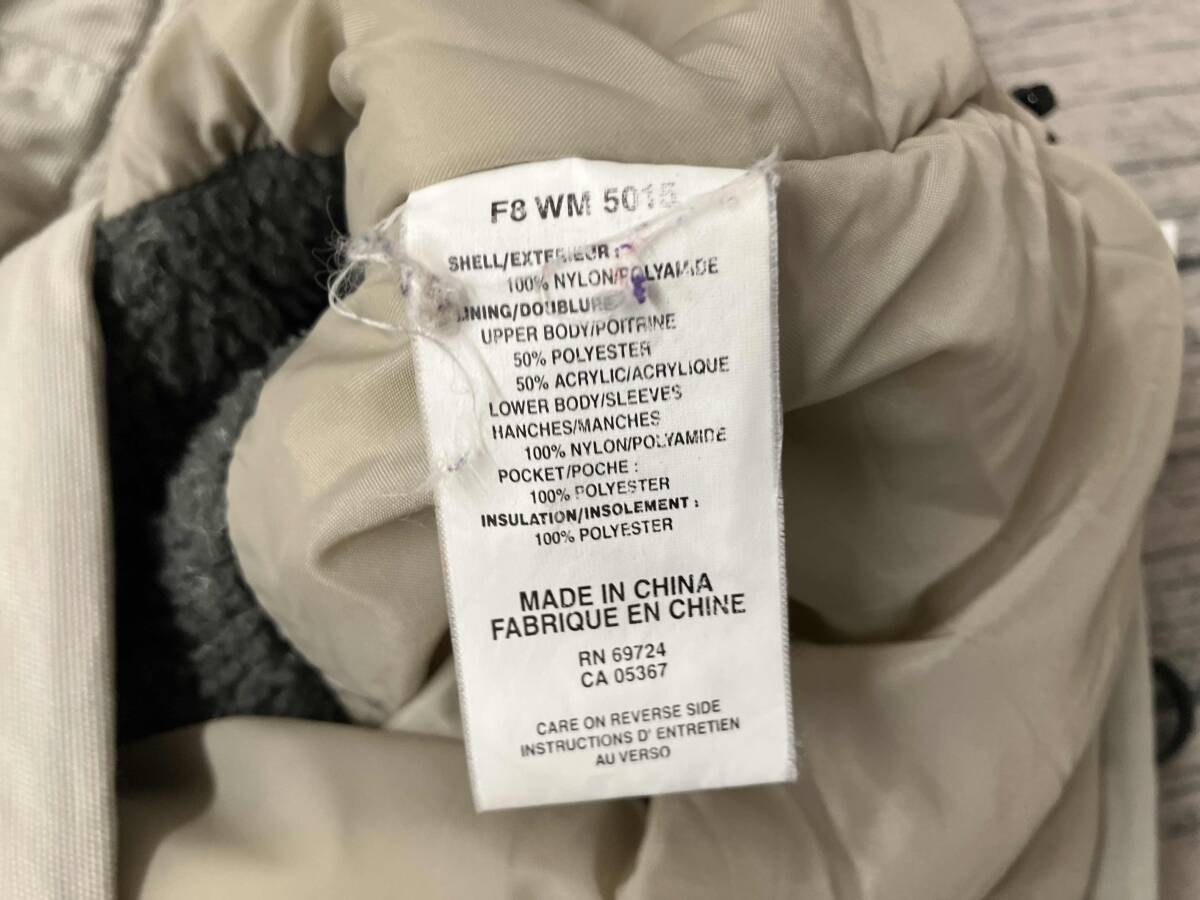 F8 WM 5015
SHELL/EXTERIEUR :
100% NYLON/POLYAMIDE
LINING/DOUBLURE
UPPER BODY/POITRINE
50% POLYESTER
50% ACRYLIC/ACRYLIQUE
LOWER BODY/SLEEVES
HANCHES/MANCHES
100% NYLON/POLYAMIDE
POCKET/POCHE :
100% POLYESTER
INSULATION/INSOLEMENT :
100% POLYESTER
MADE IN CHINA
FABRIQUE EN CHINE
RN 69724
CA 05367
CARE ON REVERSE SIDE
INSTRUCTIONS D' ENTRETIEN
AU VERSO